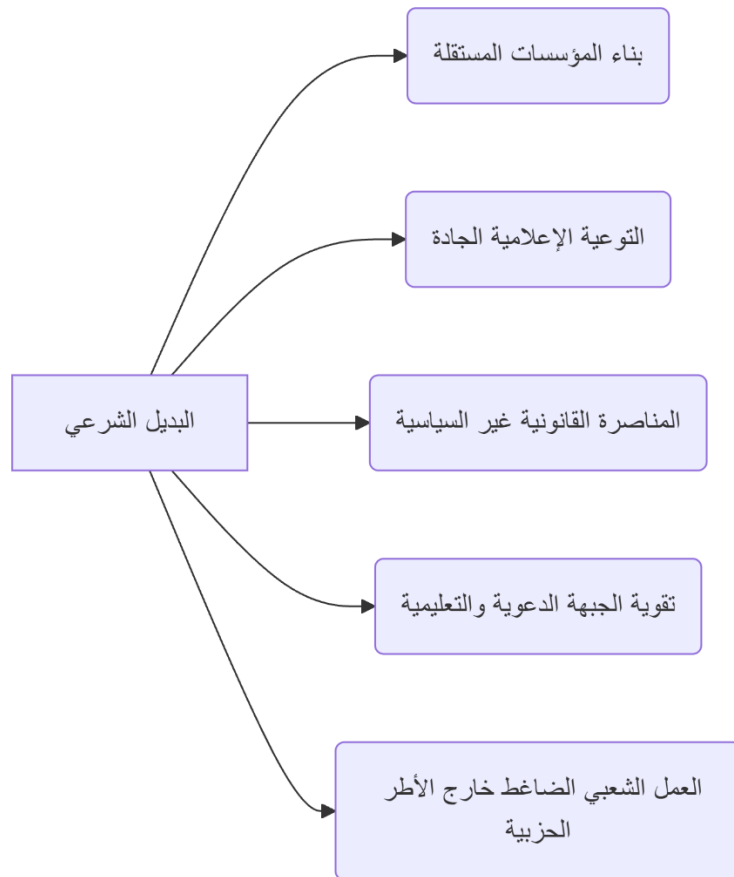 بناء المؤسسات المستقلة
التوعية الإعلامية الجادة
البديل الشرعي
المناصرة القانونية غير السياسية
تقوية الجبهة الدعوية والتعليمية
العمل الشعبي الضاغط خارج الأطر
الحزبية